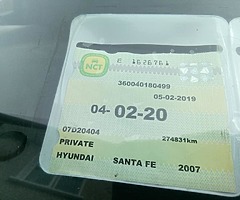 NCT
E 1626761
360040180499
05-02-2019
04- 02-20
07D20404
274831km
PRIVATE
HYUNDAI SANTA FE 2007